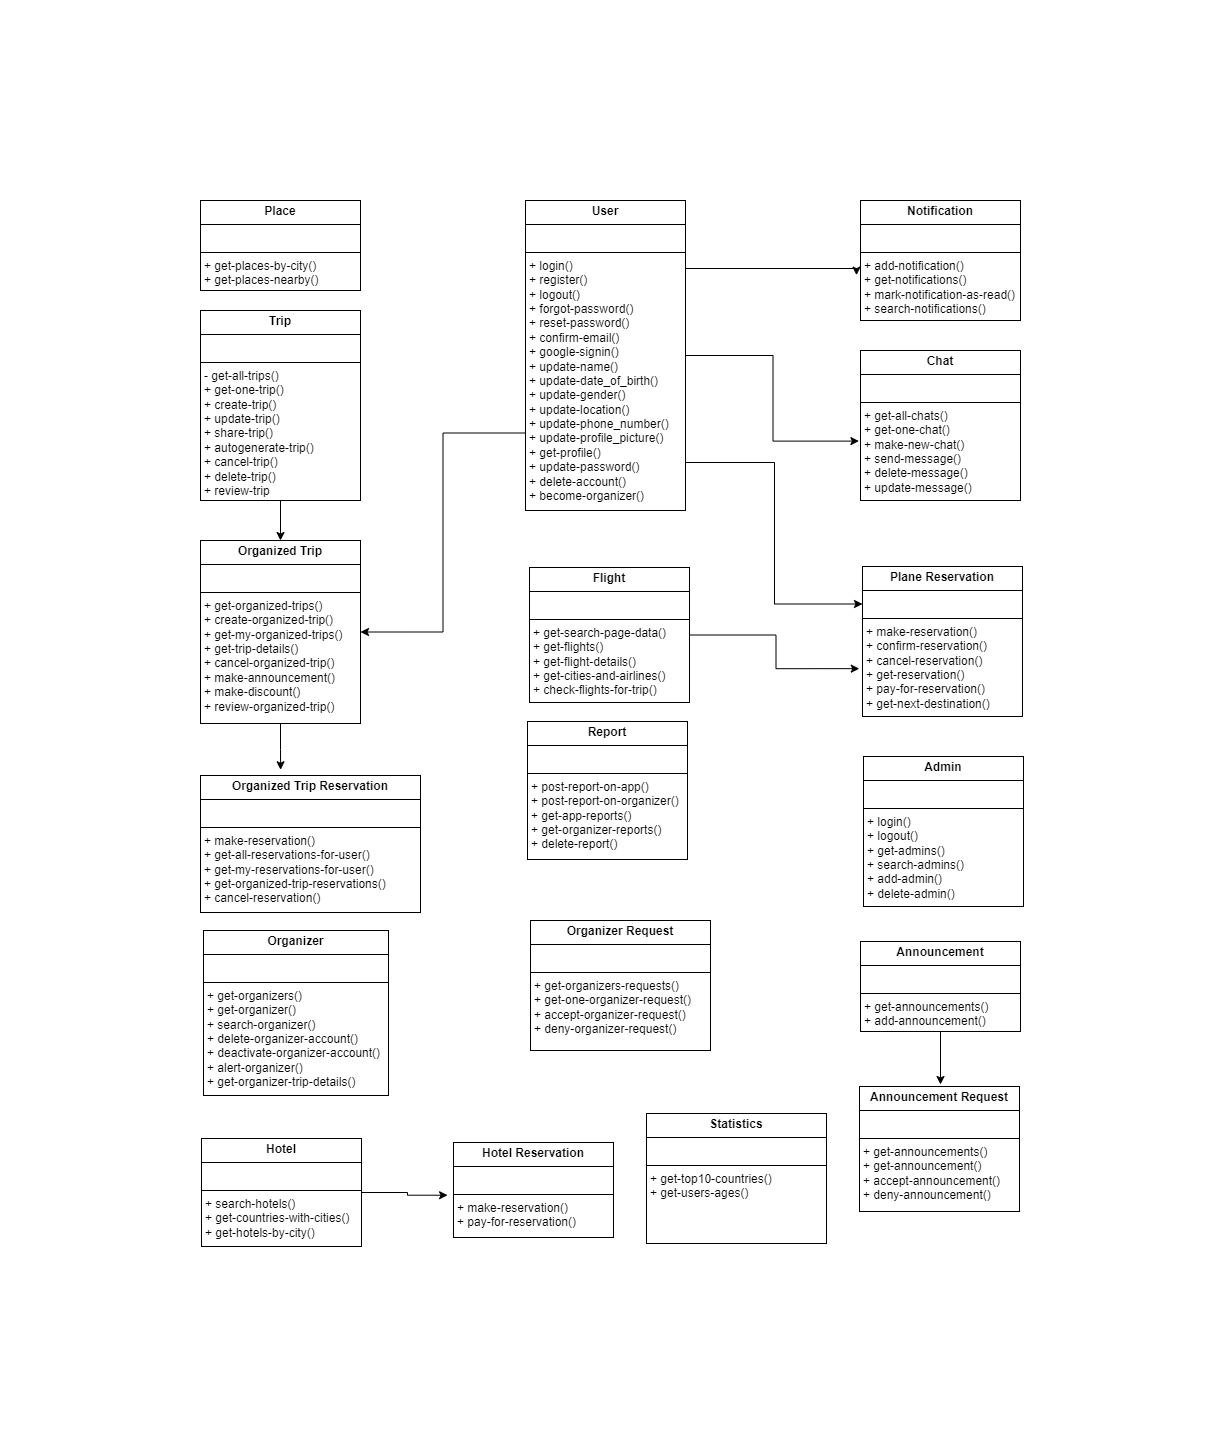 Place
+ get-places-by-city()
+ get-places-nearby()
Trip
- get-all-trips()
+ get-one-trip()
+ create-trip()
+ update-trip()
+ share-trip()
+ autogenerate-trip()
+ cancel-trip()
+ delete-trip()
+ review-trip
Organized Trip
+ get-organized-trips()
+ create-organized-trip()
+ get-my-organized-trips()
+ get-trip-details()
+ cancel-organized-trip()
+ make-announcement()
+ make-discount()
+ review-organized-trip()
Organized Trip Reservation
+ make-reservation()
+ get-all-reservations-for-user()
+ get-my-reservations-for-user()
+ get-organized-trip-reservations()
+ cancel-reservation()
Organizer
+ get-organizers()
+ get-organizer()
+ search-organizer()
+ delete-organizer-account()
+ deactivate-organizer-account()
+ alert-organizer()
+ get-organizer-trip-details()
Hotel
+ search-hotels()
+ get-countries-with-cities()
+ get-hotels-by-city()
User
+ login()
+ register()
+ logout()
+ forgot-password()
+ reset-password()
+ confirm-email()
+ google-signin()
+ update-name()
+ update-date_of_birth()
+ update-gender()
+ update-location()
+ update-phone_number()
+ update-profile_picture()
+ get-profile()
+ update-password()
+ delete-account()
+ become-organizer()
Flight
+ get-search-page-data()
+ get-flights()
+ get-flight-details()
+ get-cities-and-airlines()
+ check-flights-for-trip()
Report
+ post-report-on-app()
+ post-report-on-organizer()
+ get-app-reports()
+ get-organizer-reports()
+ delete-report()
Organizer Request
+ get-organizers-requests()
+ get-one-organizer-request()
+ accept-organizer-request()
+ deny-organizer-request()
Hotel Reservation
+ make-reservation()
+ pay-for-reservation()
Statistics
+ get-top10-countries()
+ get-users-ages()
Notification
+ add-notification()
+ get-notifications()
+ mark-notification-as-read()
+ search-notifications()
Chat
+ get-all-chats()
+ get-one-chat()
+ make-new-chat()
+ send-message()
+ delete-message()
+ update-message()
Plane Reservation
+ make-reservation()
+ confirm-reservation()
+ cancel-reservation()
+ get-reservation()
+ pay-for-reservation()
+ get-next-destination()
Admin
+ login()
+ logout()
+ get-admins()
+ search-admins()
+ add-admin()
+ delete-admin()
Announcement
+ get-announcements()
+ add-announcement()
Announcement Request
+ get-announcements()
+ get-announcement()
+ accept-announcement()
+ deny-announcement()